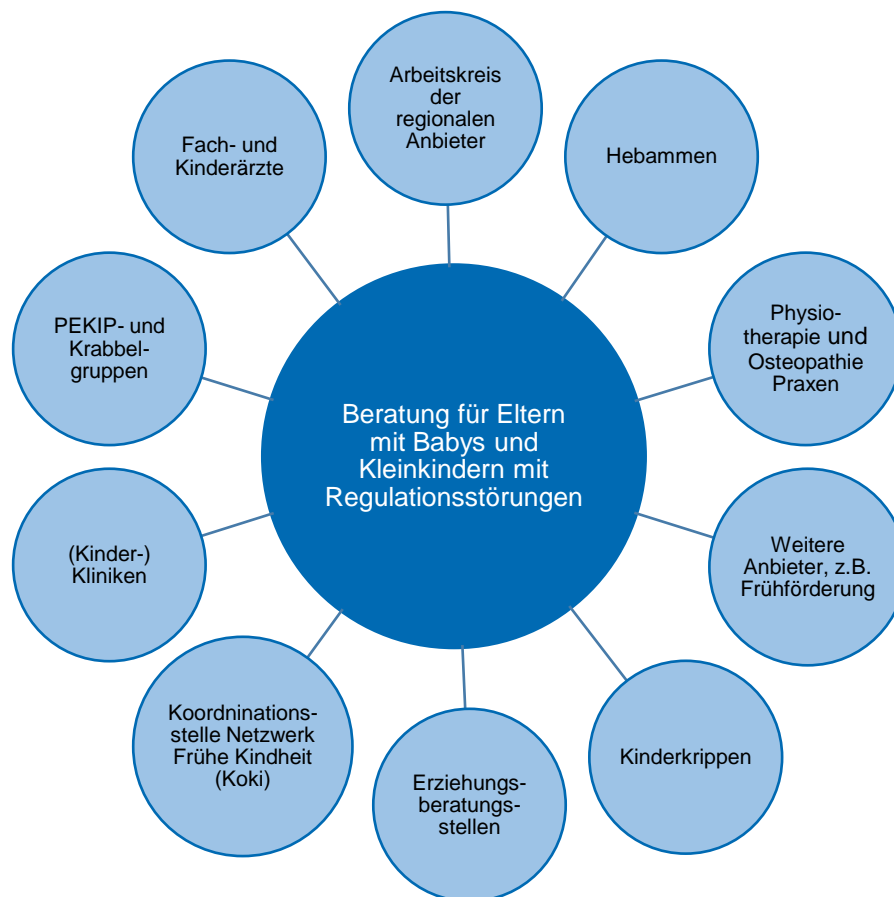 Arbeitskreis
der
regionalen
Anbieter
Hebammen
Physio-
therapie und
Osteopathie
Praxen
Weitere
Anbieter, z.B.
Frühförderung
Kinderkrippen
Erziehungs-
beratungs-
stellen
Koordninations-
stelle Netzwerk
Frühe Kindheit
(Koki)
(Kinder-)
Kliniken
PEKIP- und
Krabbel-
gruppen
Fach- und
Kinderärzte
Beratung für Eltern
mit Babys und
Kleinkindern mit
Regulationsstörungen